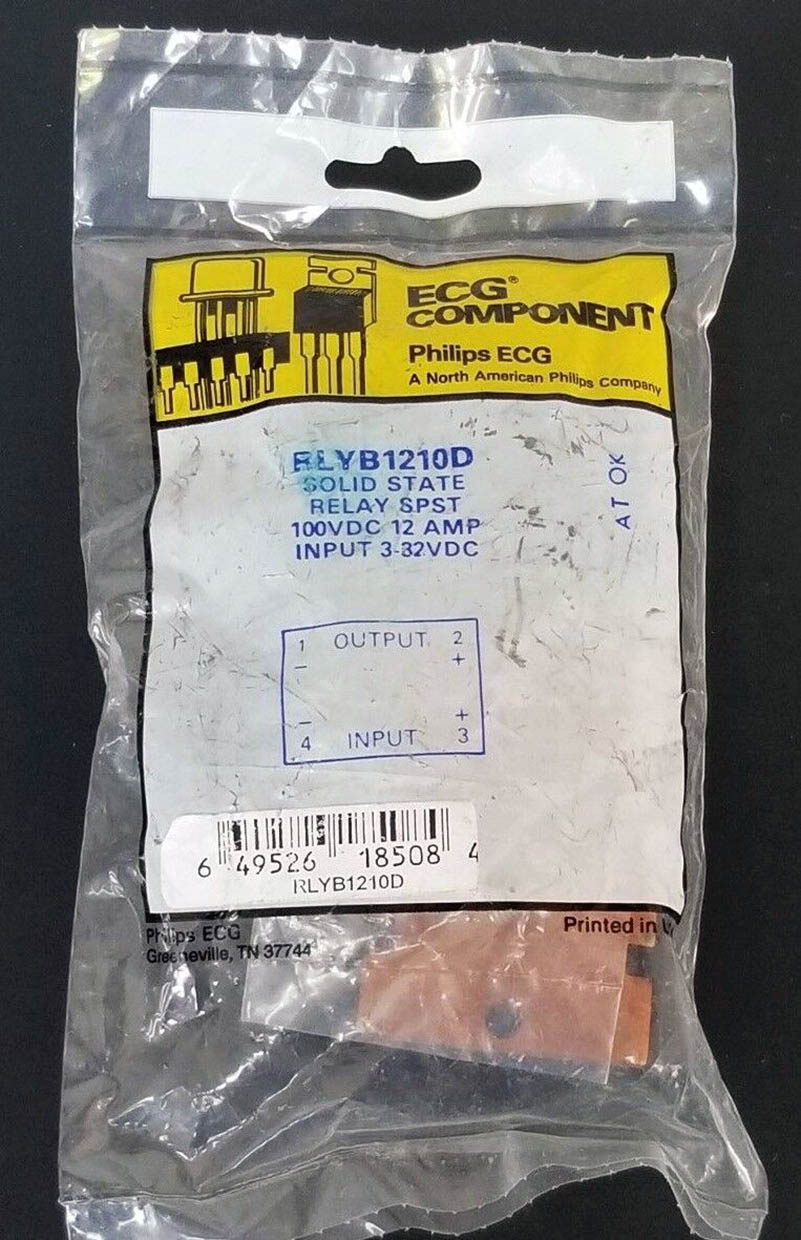 ECG®
COMPONENT
Philips ECG
A North American Philips Company
RLYB1210D
SOLID STATE
RELAY SPST
100VDC 12 AMP
INPUT 3-32VDC
AT OK
1 OUTPUT 2
− +
− +
4 INPUT 3
6 49526 18508 4
RLYB1210D
Philips ECG
Greeneville, TN 37744
Printed in